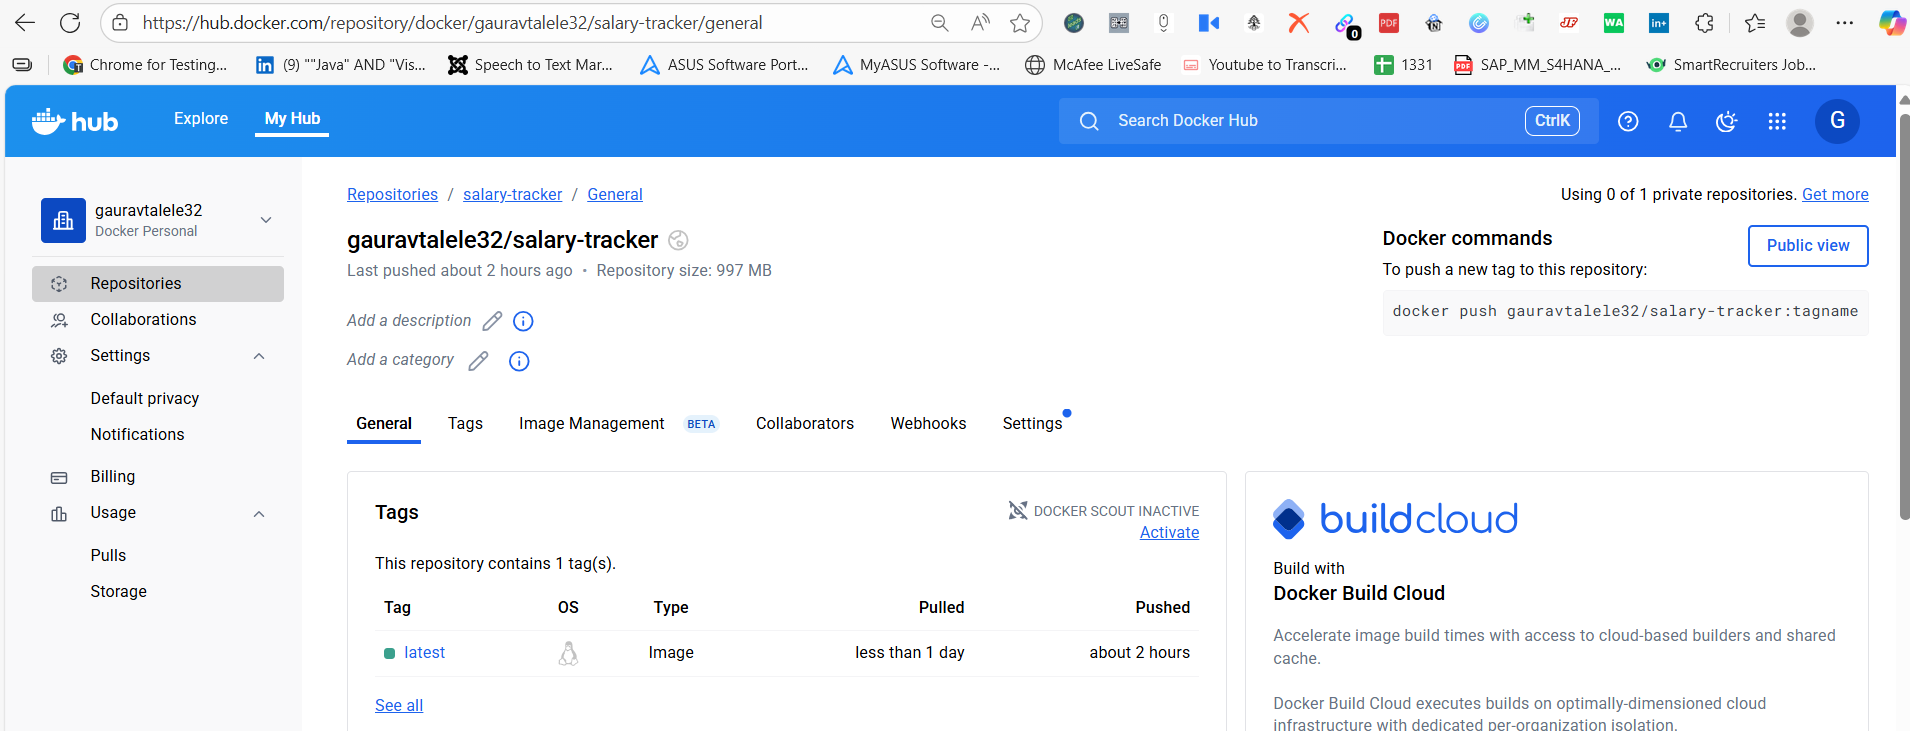 https://hub.docker.com/repository/docker/gauravtalele32/salary-tracker/general
A
0
PDF
N
JF
WA
in+
Chrome for Testing...
in (9) ""Java" AND "Vis...
Speech to Text Mar...
ASUS Software Port...
MyASUS Software -...
McAfee LiveSafe
Youtube to Transcri...
1331
PDF SAP_MM_S4HANA_...
SmartRecruiters Job...
hub
Explore
My Hub
Search Docker Hub
CtrlK
G
gauravtalele32
Docker Personal
Repositories
Collaborations
Settings
Default privacy
Notifications
Billing
Usage
Pulls
Storage
Repositories / salary-tracker / General
Using 0 of 1 private repositories. Get more
gauravtalele32/salary-tracker
Last pushed about 2 hours ago • Repository size: 997 MB
Add a description
Add a category
Docker commands
Public view
To push a new tag to this repository:
docker push gauravtalele32/salary-tracker:tagname
General Tags Image Management BETA Collaborators Webhooks Settings
Tags
DOCKER SCOUT INACTIVE
Activate
This repository contains 1 tag(s).
Tag OS Type Pulled Pushed
latest Image less than 1 day about 2 hours
See all
buildcloud
Build with
Docker Build Cloud
Accelerate image build times with access to cloud-based builders and shared
cache.
Docker Build Cloud executes builds on optimally-dimensioned cloud
infrastructure with dedicated per-organization isolation.